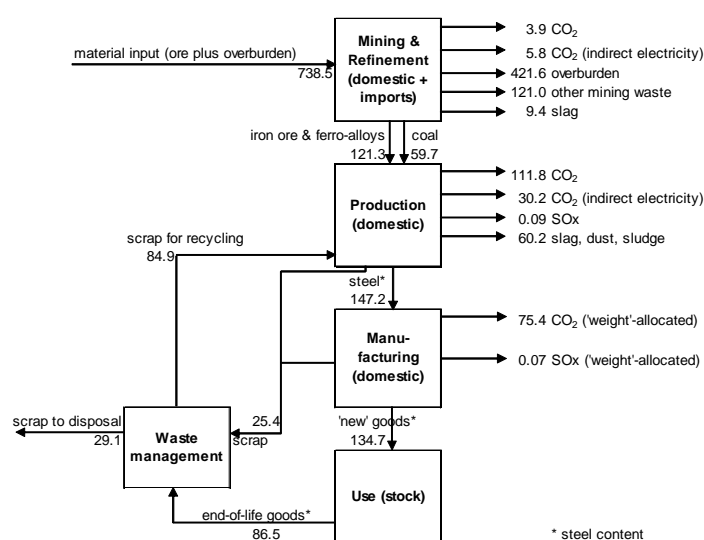 3.9 CO₂
Mining &
material input (ore plus overburden)
Refinement
5.8 CO₂ (indirect electricity)
738.5
(domestic +
421.6 overburden
imports)
121.0 other mining waste
9.4 slag
iron ore & ferro-alloys
coal
121.3
59.7
111.8 CO₂
30.2 CO₂ (indirect electricity)
Production
(domestic)
0.09 SOx
60.2 slag, dust, sludge
scrap for recycling
84.9
steel*
147.2
75.4 CO₂ ('weight'-allocated)
Manu-
facturing
(domestic)
0.07 SOx ('weight'-allocated)
scrap to disposal
29.1
25.4
scrap
'new' goods*
134.7
Waste
management
Use (stock)
end-of-life goods*
86.5
* steel content